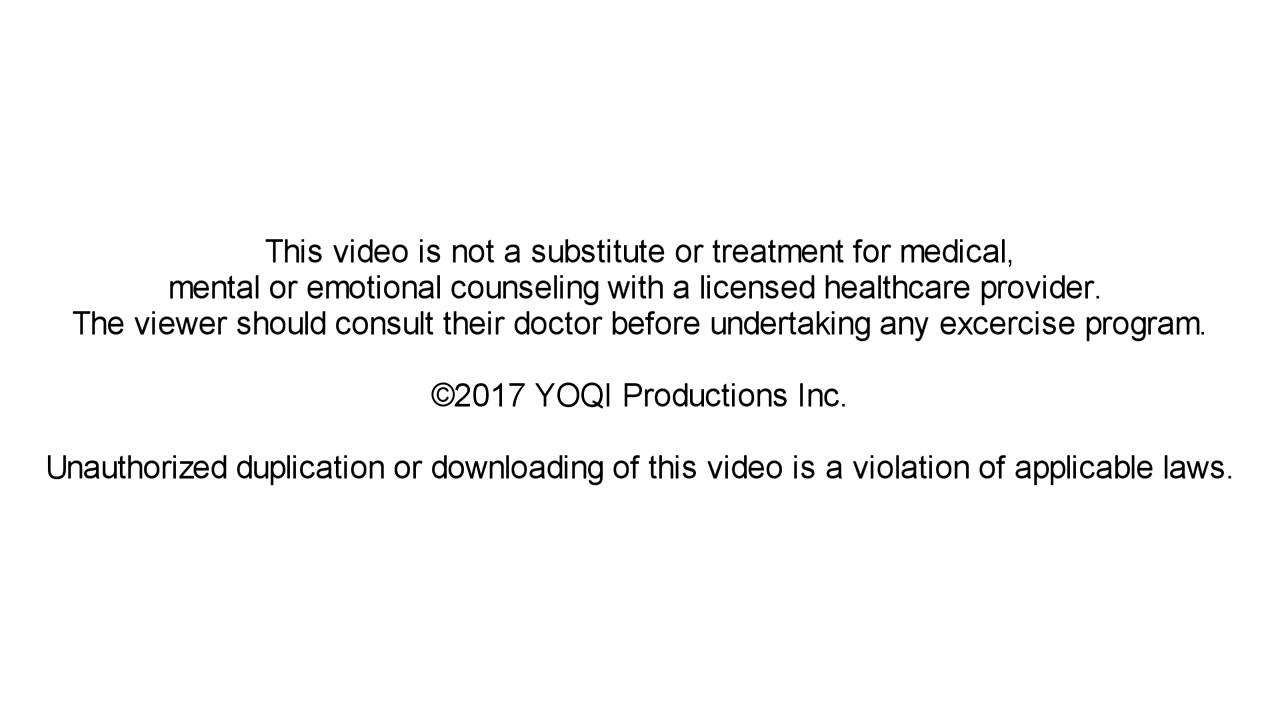 This video is not a substitute or treatment for medical,
mental or emotional counseling with a licensed healthcare provider.
The viewer should consult their doctor before undertaking any excercise program.
©2017 YOQI Productions Inc.
Unauthorized duplication or downloading of this video is a violation of applicable laws.